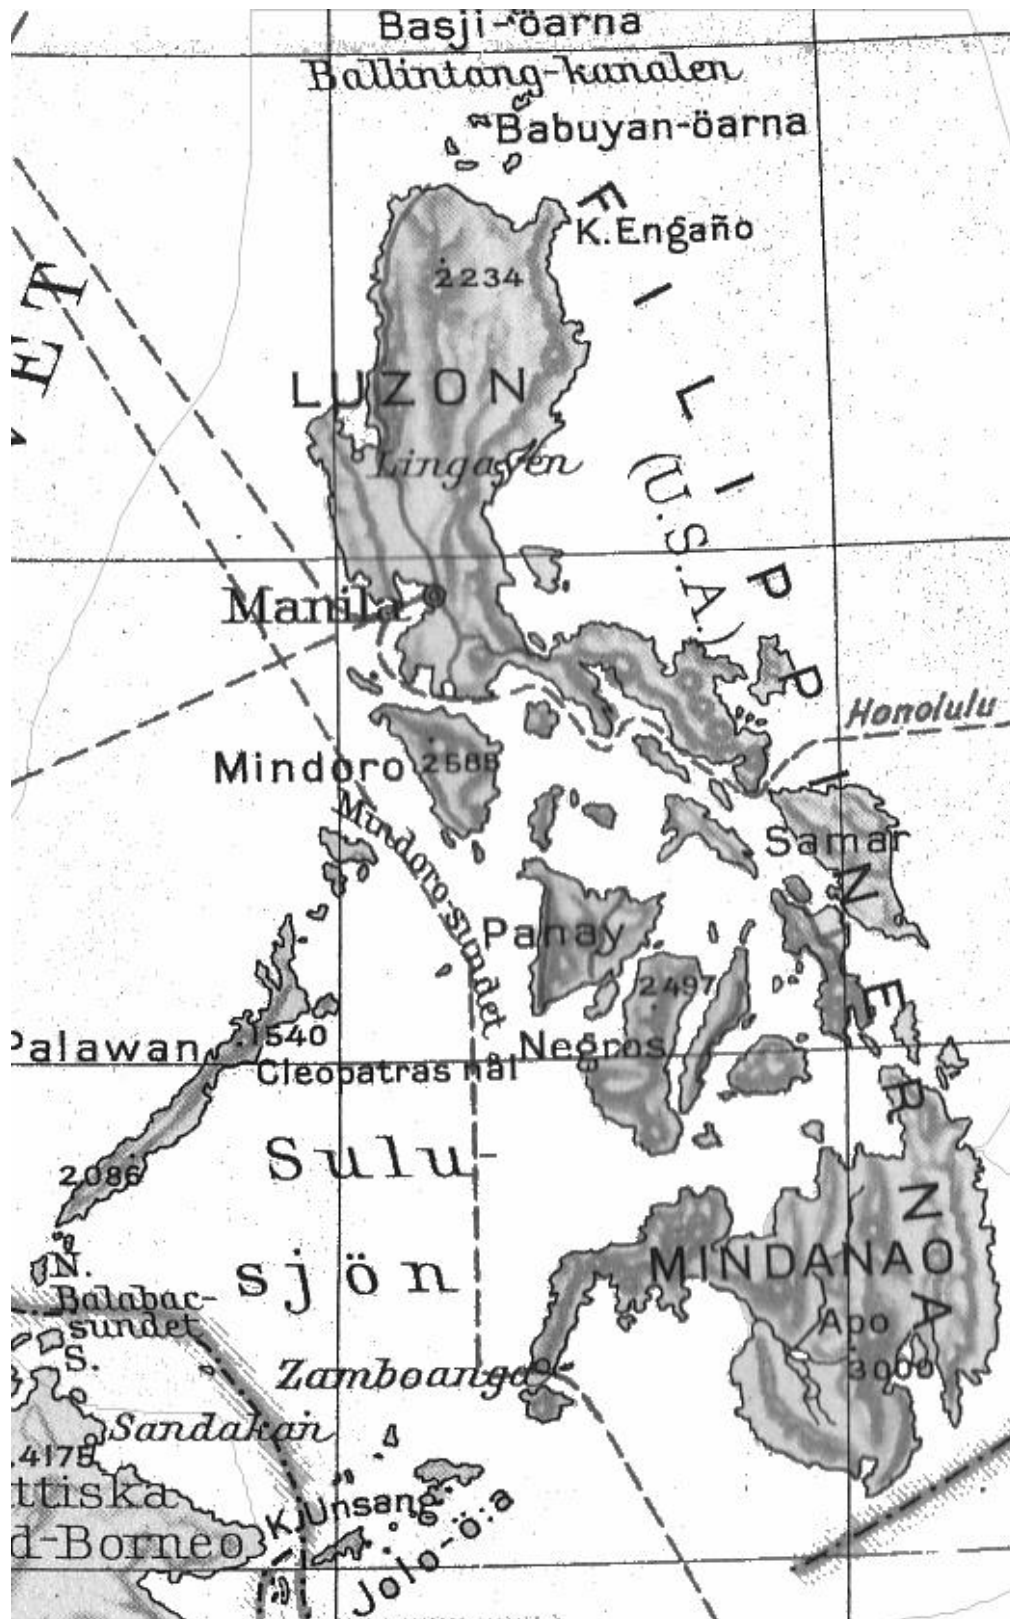 Basji-öarna
Ballintang-kanalen
Babuyan-öarna
K. Engaño
FILIPPINERNA
(U.S.A.)
2234
VET
LUZON
Lingayen
Manila
Honolulu
Mindoro
2588
Mindoro-sundet
Samar
Panay
2497
Negros
Palawan
1540
Cleopatras nål
2086
Sulu-
sjön
MINDANAO
Apo
3000
N.
Balabac-
sundet
S.
Zamboanga
Sandakan
.4175
ttiska
d-Borneo
K. Unsang
Jolo-ö:a